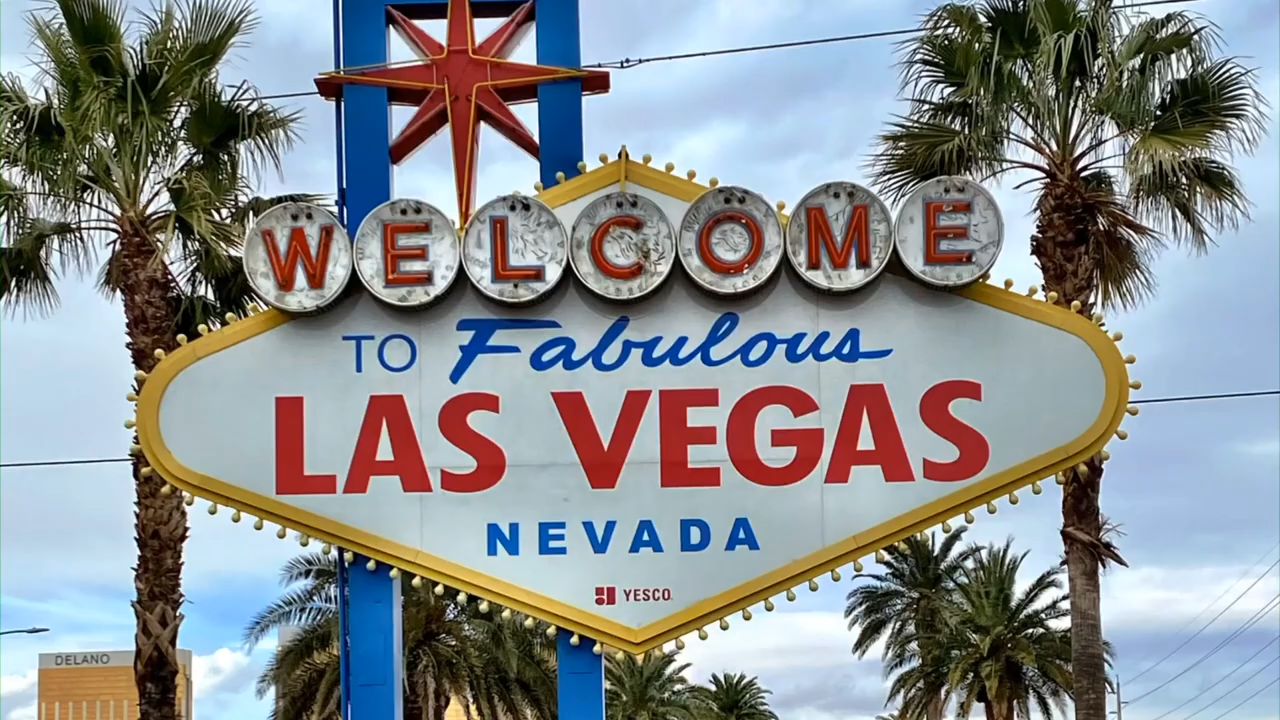 WELCOME
TO Fabulous
LAS VEGAS
NEVADA
YESCO
DELANO